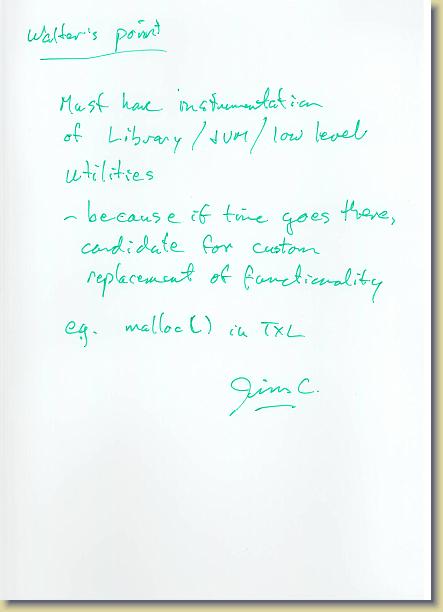 Walter's point
Must have instrumentation
of Library/JVM/low level
utilities
- because if time goes there,
candidate for custom
replacement of functionality
e.g. malloc() in TXL
Jim C.